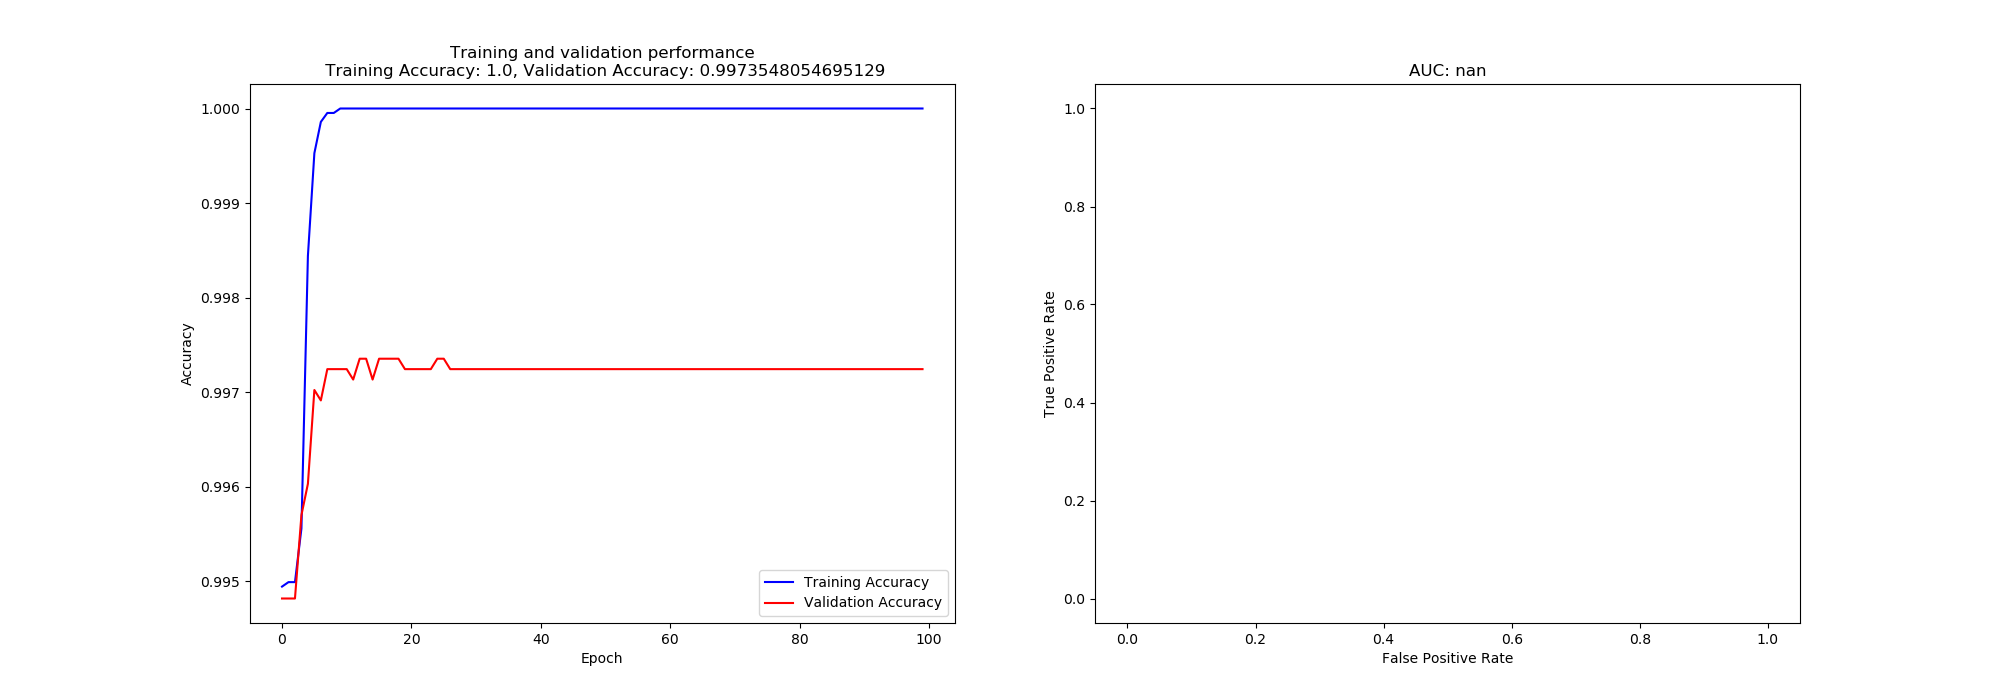 Training and validation performance
Training Accuracy: 1.0, Validation Accuracy: 0.9973548054695129
1.000
0.999
0.998
0.997
0.996
0.995
Accuracy
0
20
40
60
80
100
Epoch
Training Accuracy
Validation Accuracy
AUC: nan
1.0
0.8
0.6
0.4
0.2
0.0
True Positive Rate
0.0
0.2
0.4
0.6
0.8
1.0
False Positive Rate